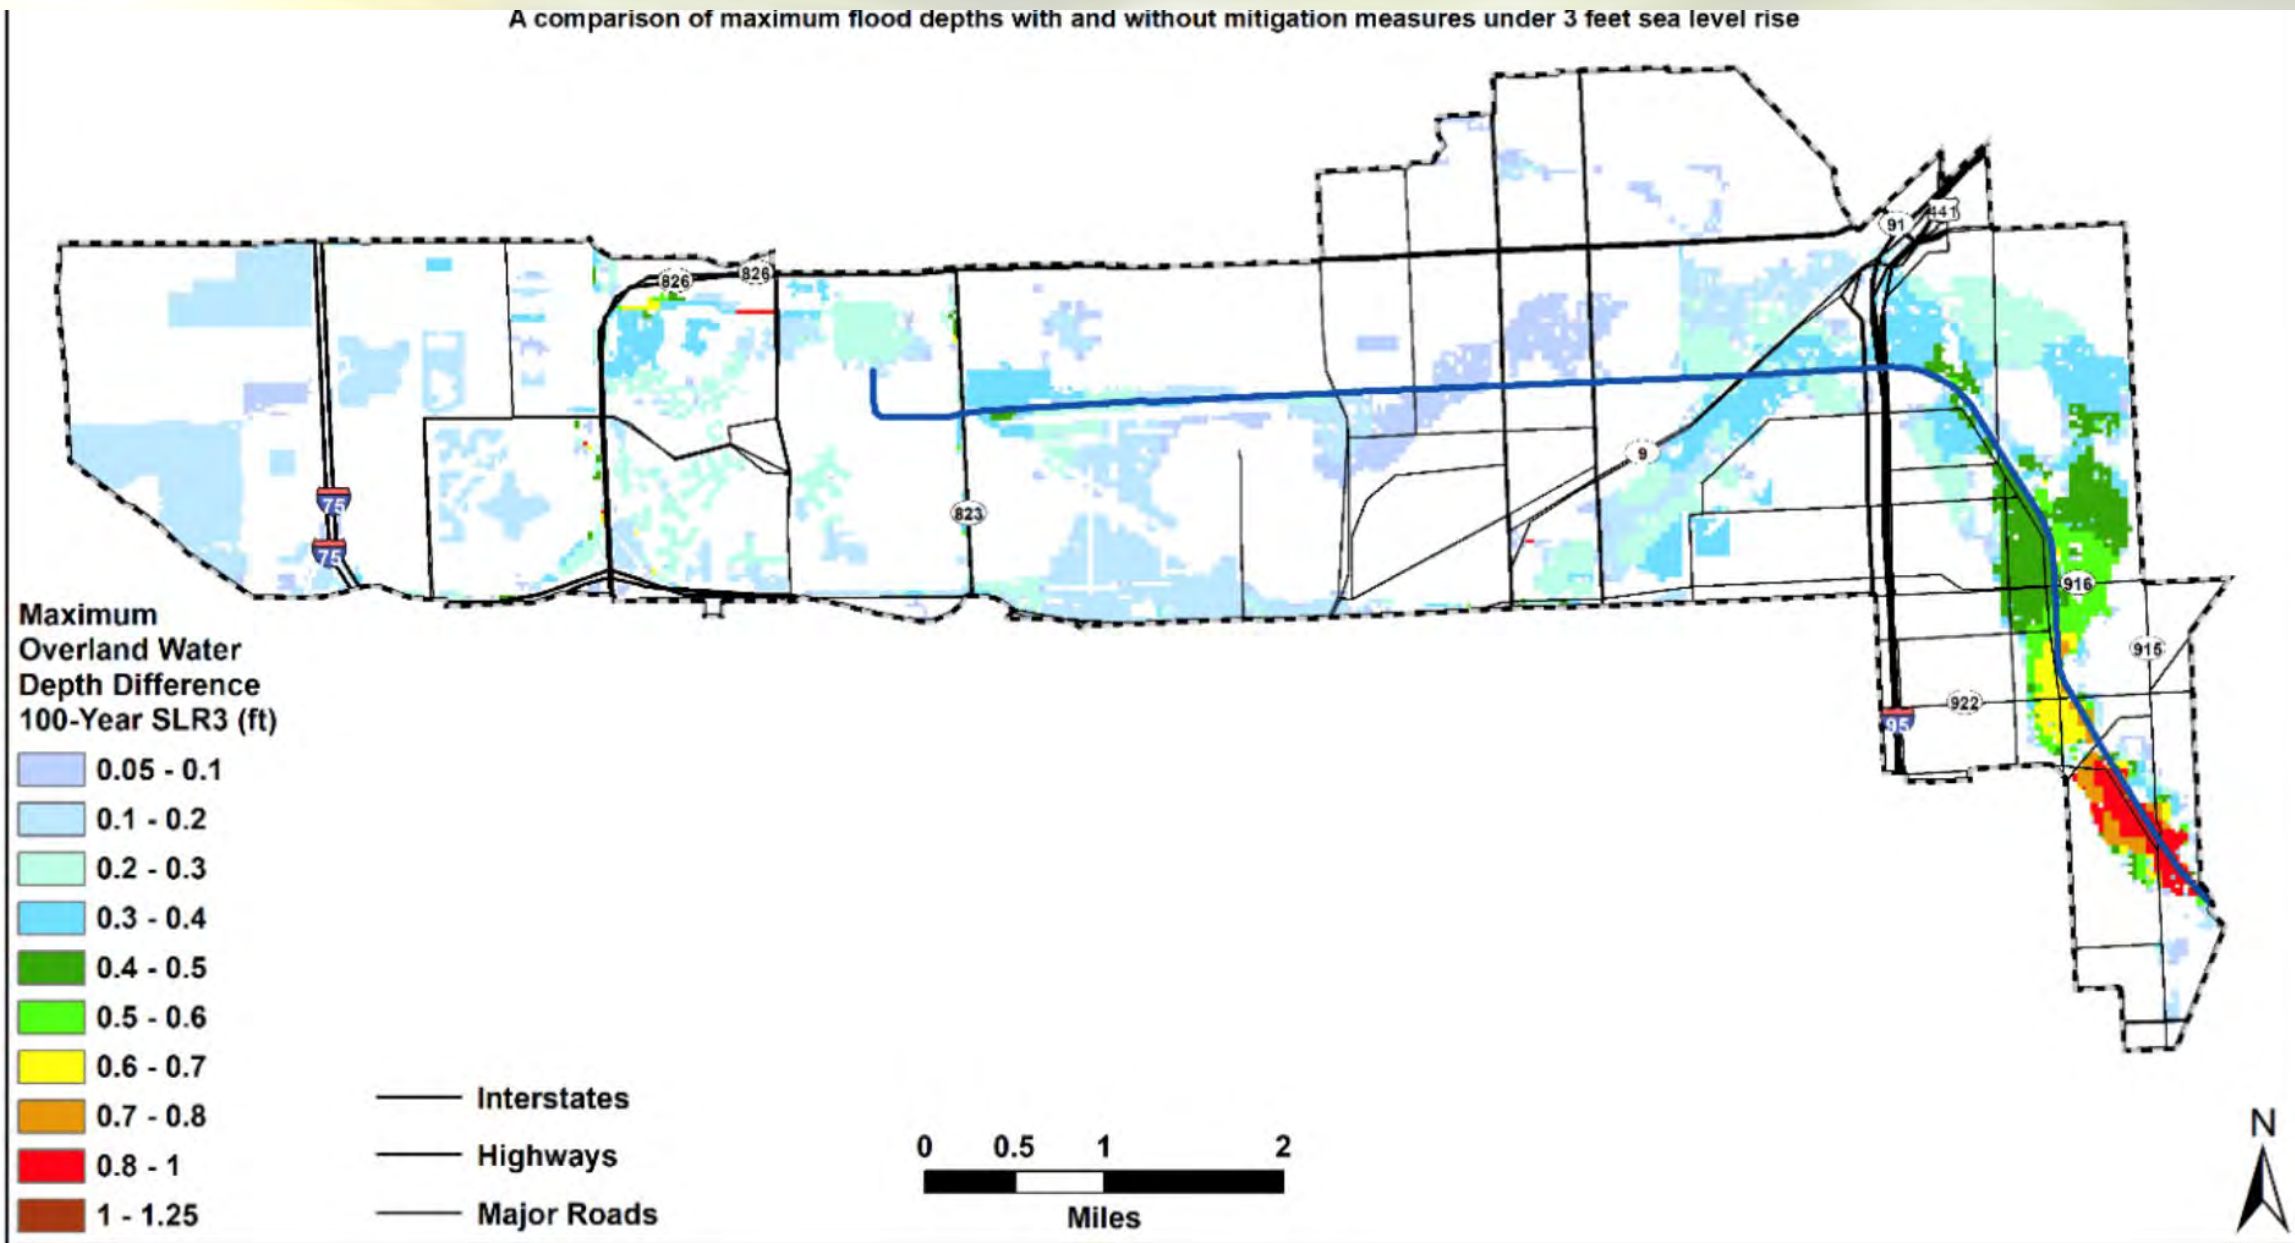 A comparison of maximum flood depths with and without mitigation measures under 3 feet sea level rise
91
441
826
826
9
75
823
75
916
915
922
95
Maximum
Overland Water
Depth Difference
100-Year SLR3 (ft)
0.05 - 0.1
0.1 - 0.2
0.2 - 0.3
0.3 - 0.4
0.4 - 0.5
0.5 - 0.6
0.6 - 0.7
0.7 - 0.8
0.8 - 1
1 - 1.25
Interstates
Highways
Major Roads
0 0.5 1 2
Miles
N